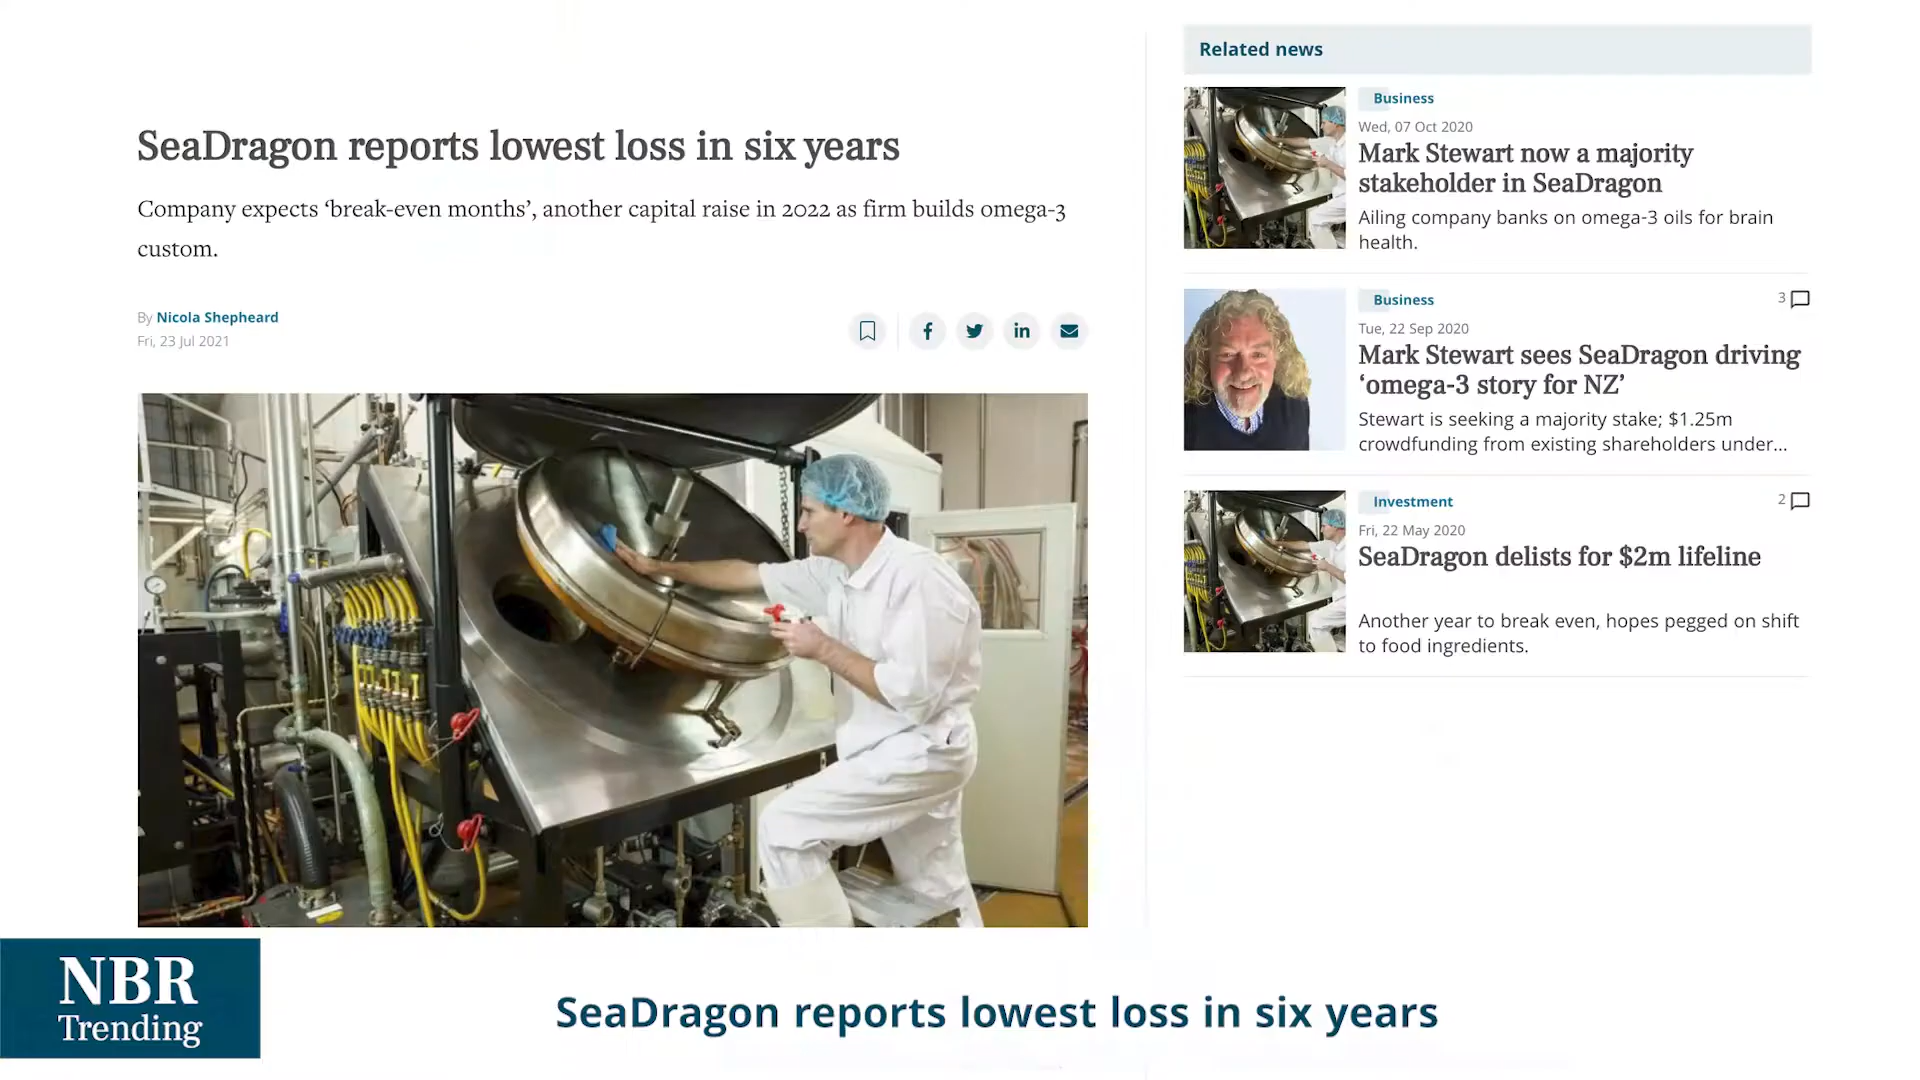 SeaDragon reports lowest loss in six years
Company expects ‘break-even months’, another capital raise in 2022 as firm builds omega-3
custom.
By Nicola Shepheard
Fri, 23 Jul 2021
Related news
Business
Wed, 07 Oct 2020
Mark Stewart now a majority
stakeholder in SeaDragon
Ailing company banks on omega-3 oils for brain
health.
Business
3
Tue, 22 Sep 2020
Mark Stewart sees SeaDragon driving
‘omega-3 story for NZ’
Stewart is seeking a majority stake; $1.25m
crowdfunding from existing shareholders under...
Investment
2
Fri, 22 May 2020
SeaDragon delists for $2m lifeline
Another year to break even, hopes pegged on shift
to food ingredients.
NBR
Trending
SeaDragon reports lowest loss in six years